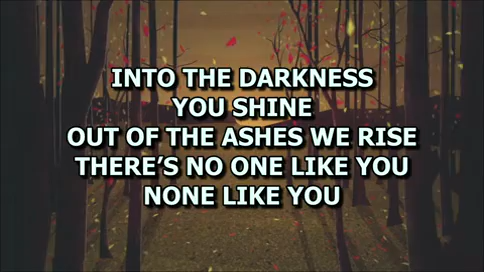 INTO THE DARKNESS
YOU SHINE
OUT OF THE ASHES WE RISE
THERE’S NO ONE LIKE YOU
NONE LIKE YOU